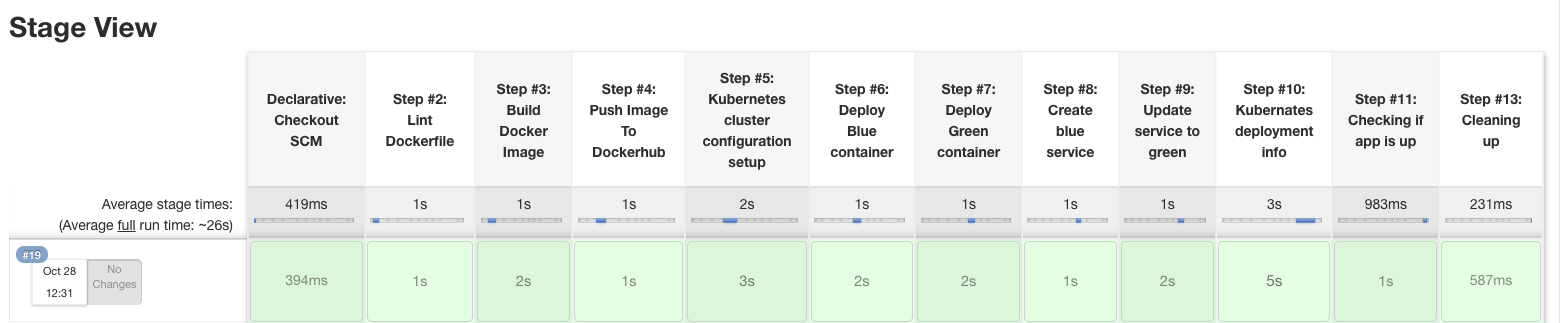 Stage View
Declarative:
Checkout
SCM
Step #2:
Lint
Dockerfile
Step #3:
Build
Docker
Image
Step #4:
Push Image
To
Dockerhub
Step #5:
Kubernetes
cluster
configuration
setup
Step #6:
Deploy
Blue
container
Step #7:
Deploy
Green
container
Step #8:
Create
blue
service
Step #9:
Update
service to
green
Step #10:
Kubernates
deployment
info
Step #11:
Checking if
app is up
Step #13:
Cleaning
up
Average stage times:
(Average full run time: ~26s)
419ms
1s
1s
1s
2s
1s
1s
1s
1s
3s
983ms
231ms
#19
Oct 28
12:31
No
Changes
394ms
1s
2s
1s
3s
2s
2s
1s
2s
5s
1s
587ms